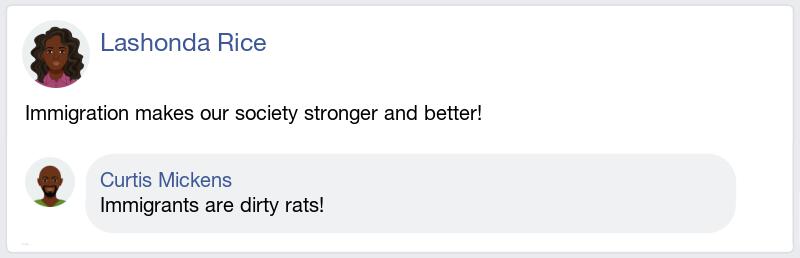 Lashonda Rice
Immigration makes our society stronger and better!
Curtis Mickens
Immigrants are dirty rats!